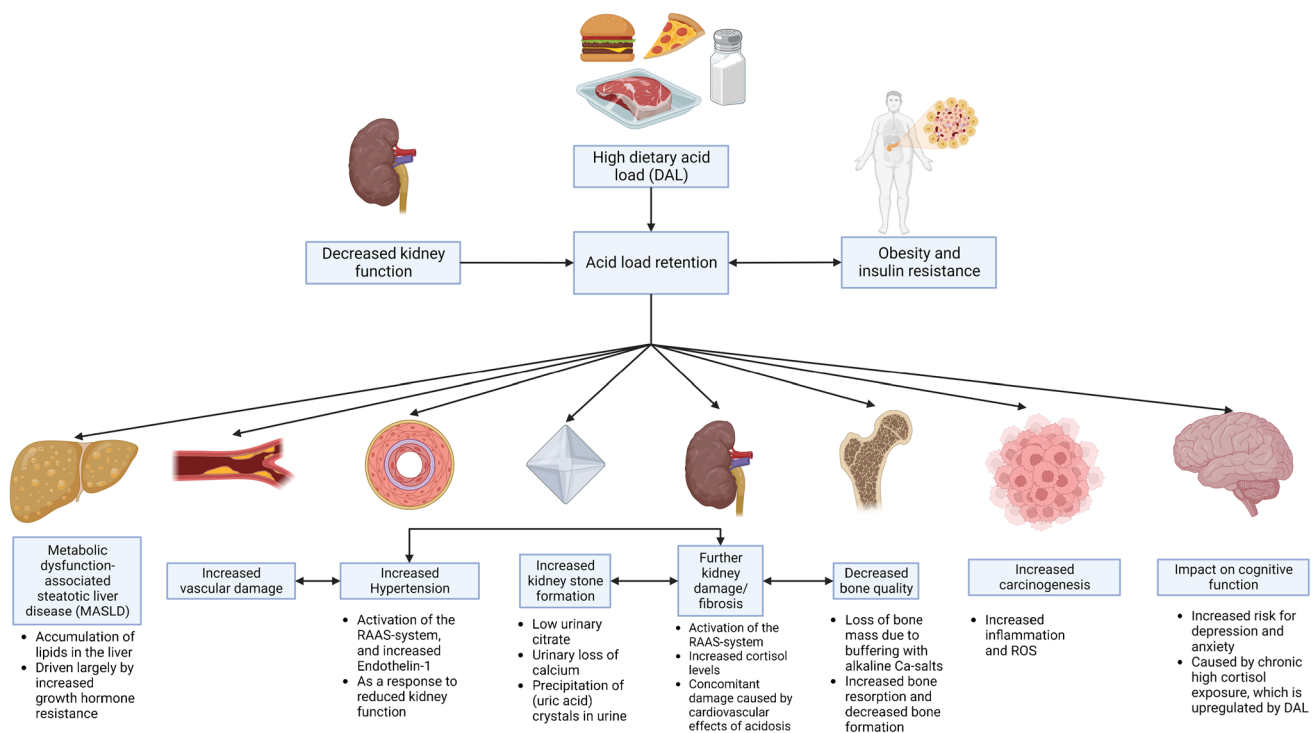 High dietary acid
load (DAL)
Decreased kidney
function
Acid load retention
Obesity and
insulin resistance
Metabolic
dysfunction-
associated
steatotic liver
disease (MASLD)
• Accumulation of
lipids in the liver
• Driven largely by
increased
growth hormone
resistance
Increased
vascular damage
Increased
Hypertension
• Activation of the
RAAS-system,
and increased
Endothelin-1
• As a response to
reduced kidney
function
Increased
kidney stone
formation
• Low urinary
citrate
• Urinary loss of
calcium
• Precipitation of
(uric acid)
crystals in urine
Further
kidney
damage/
fibrosis
• Activation of the
RAAS-system
• Increased cortisol
levels
• Concomitant
damage caused by
cardiovascular
effects of acidosis
Decreased
bone quality
• Loss of bone
mass due to
buffering with
alkaline Ca-salts
• Increased bone
resorption and
decreased bone
formation
Increased
carcinogenesis
• Increased
inflammation
and ROS
Impact on cognitive
function
• Increased risk for
depression and
anxiety
• Caused by chronic
high cortisol
exposure, which is
upregulated by DAL